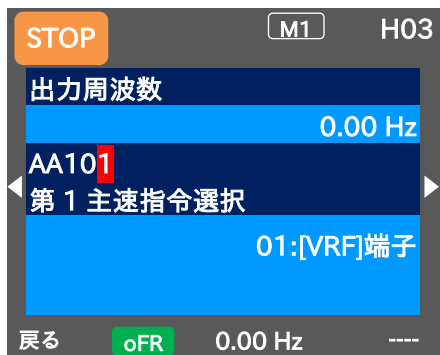 STOP M1 H03
出力周波数
0.00 Hz
AA101
第 1 主速指令選択
01:[VRF]端子
戻る oFR 0.00 Hz ----